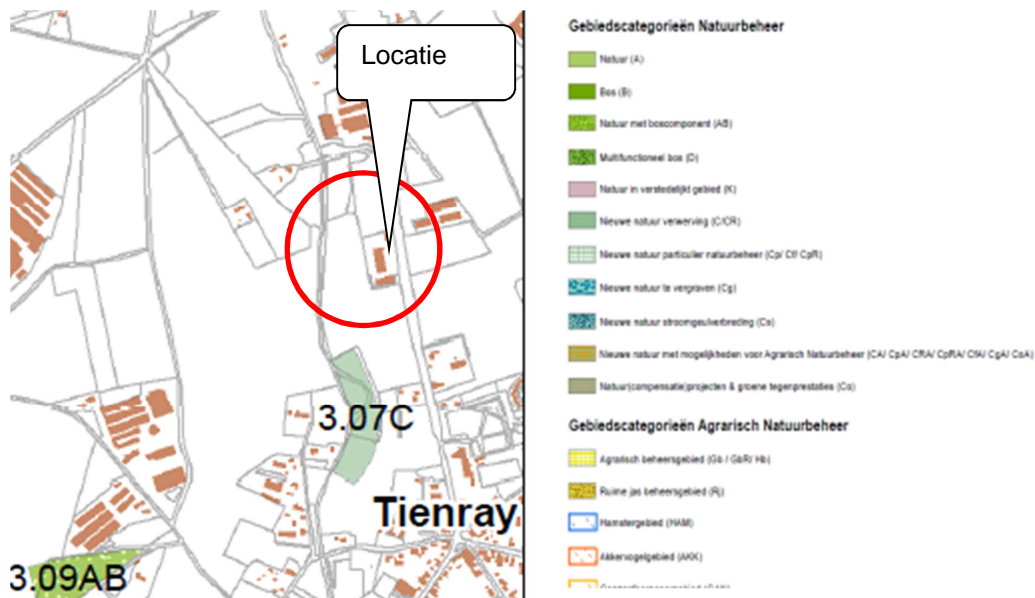 Locatie
3.07C
Tienray
3.09AB
Gebiedscategorieën Natuurbeheer
Natuur (A)
Bos (B)
Natuur met boscomponent (AB)
Multifunctioneel bos (D)
Natuur in verstedelijkt gebied (K)
Nieuwe natuur verwerving (C/CR)
Nieuwe natuur particulier natuurbeheer (Cp/ Cf/ CpR)
Nieuwe natuur te vergraven (Cg)
Nieuwe natuur stroomgeulverbreding (Cs)
Nieuwe natuur met mogelijkheden voor Agrarisch Natuurbeheer (CA/ CpA/ CRA/ CpRA/ CfA/ CgA/ CsA)
Natuur(compensatie)projecten & groene tegenprestaties (Co)
Gebiedscategorieën Agrarisch Natuurbeheer
Agrarisch beheersgebied (Gb / GbR/ Hb)
Ruime jas beheersgebied (Rj)
Hamstergebied (HAM)
Akkervogelgebied (AKK)